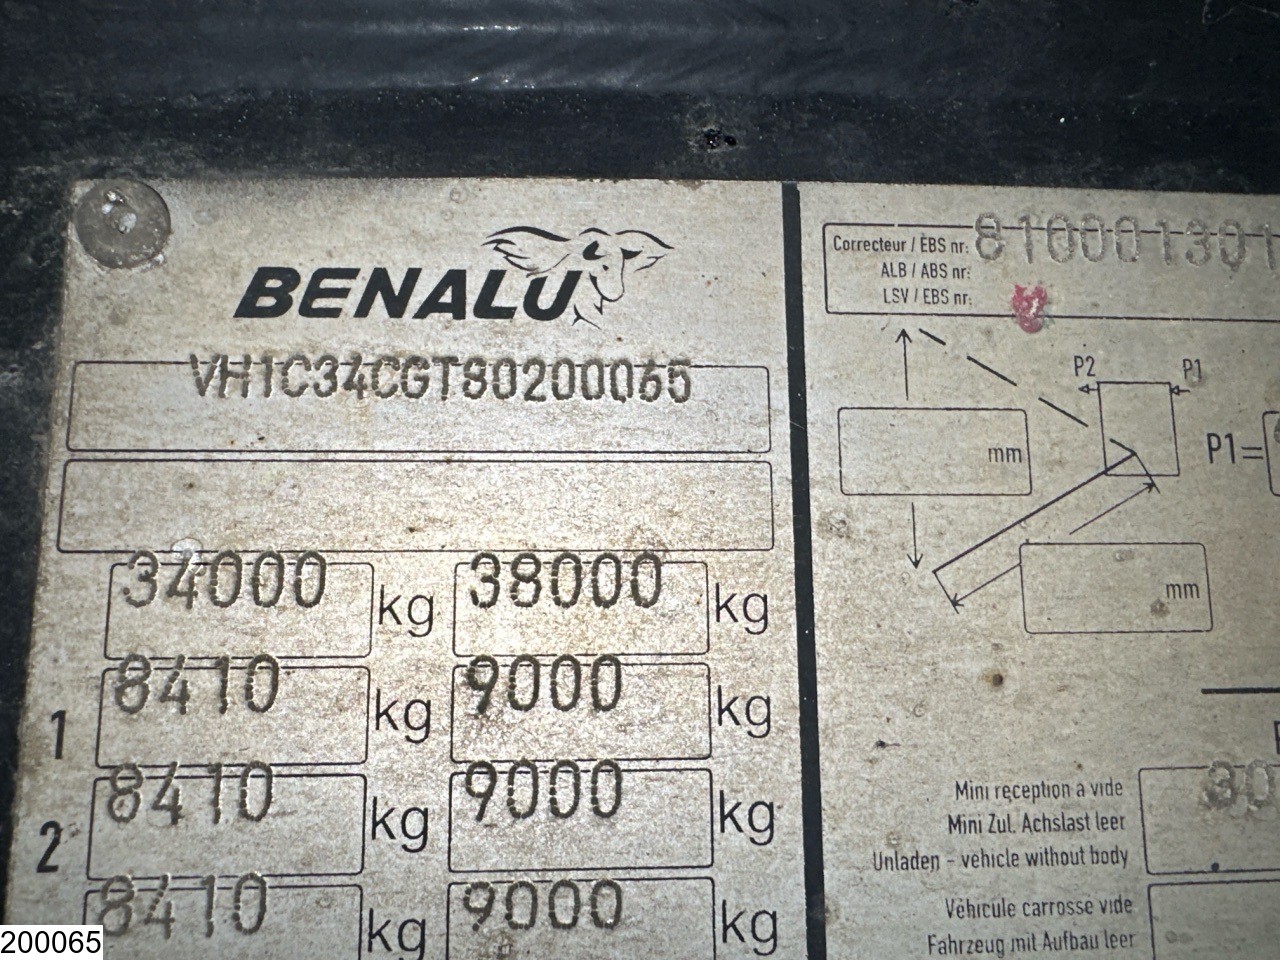 BENALU
VH1C34CGT80200065
34000 kg 38000 kg
1 8410 kg 9000 kg
2 8410 kg 9000 kg
8410 kg 9000 kg
Correcteur / EBS nr: 810001301
ALB / ABS nr:
LSV / EBS nr:
P2 P1
mm
P1=
mm
Mini reception a vide 30
Mini Zul. Achslast leer
Unladen - vehicle without body
Véhicule carrosse vide
Fahrzeug mit Aufbau leer
200065